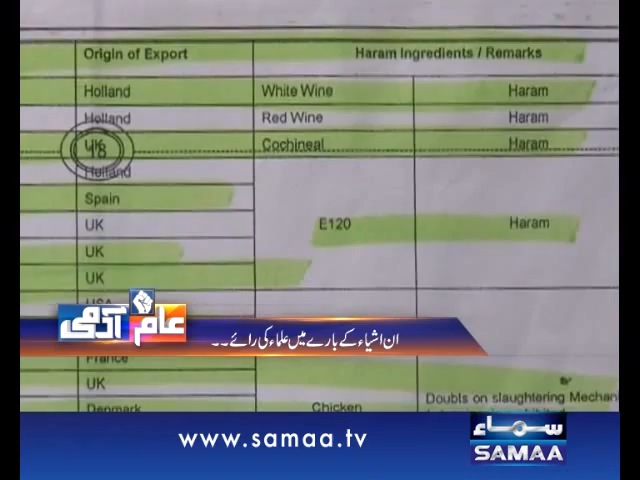 Origin of Export Haram Ingredients / Remarks
Holland White Wine Haram
Holland Red Wine Haram
UK Cochineal Haram
18
Holland
Spain
UK E120 Haram
UK
UK
USA
عام آدمی
ان اشیاء کے بارے میں علماء کی رائے۔۔
France
UK
Denmark Chicken Doubts on slaughtering Mechani
www.samaa.tv
سماء
SAMAA